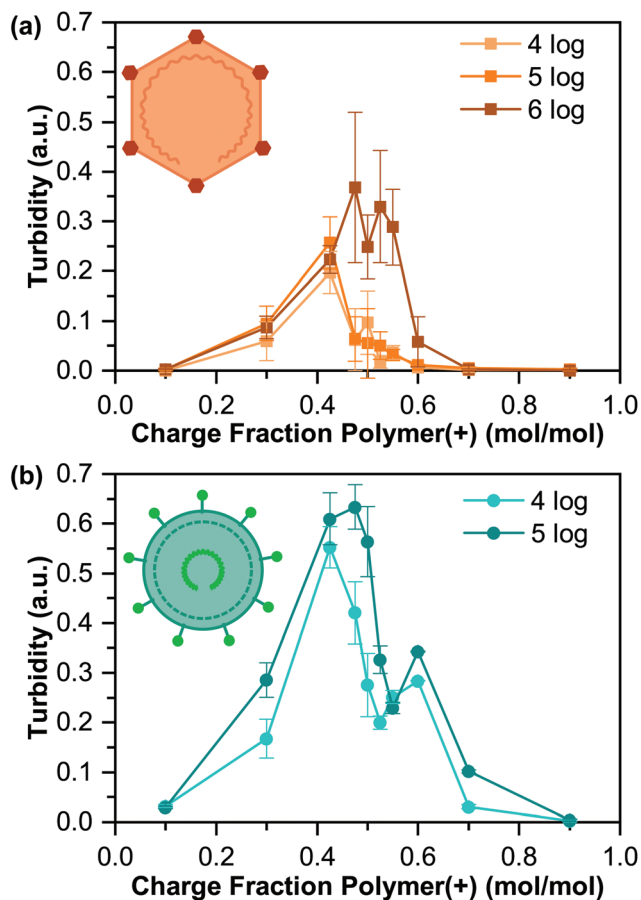 (a)
0.7
0.6
0.5
0.4
0.3
0.2
0.1
0.0
Turbidity (a.u.)
4 log
5 log
6 log
0.0 0.2 0.4 0.6 0.8 1.0
Charge Fraction Polymer(+) (mol/mol)
(b)
0.7
0.6
0.5
0.4
0.3
0.2
0.1
0.0
Turbidity (a.u.)
4 log
5 log
0.0 0.2 0.4 0.6 0.8 1.0
Charge Fraction Polymer(+) (mol/mol)